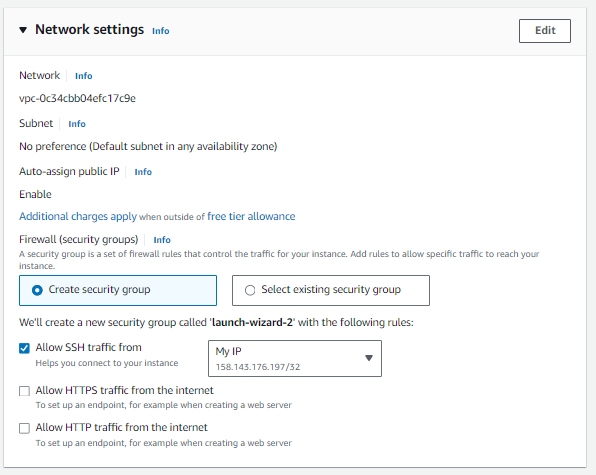 Network settings Info Edit
Network Info
vpc-0c34cbb04efc17c9e
Subnet Info
No preference (Default subnet in any availability zone)
Auto-assign public IP Info
Enable
Additional charges apply when outside of free tier allowance
Firewall (security groups) Info
A security group is a set of firewall rules that control the traffic for your instance. Add rules to allow specific traffic to reach your
instance.
Create security group Select existing security group
We'll create a new security group called 'launch-wizard-2' with the following rules:
Allow SSH traffic from My IP
Helps you connect to your instance 158.143.176.197/32
Allow HTTPS traffic from the internet
To set up an endpoint, for example when creating a web server
Allow HTTP traffic from the internet
To set up an endpoint, for example when creating a web server